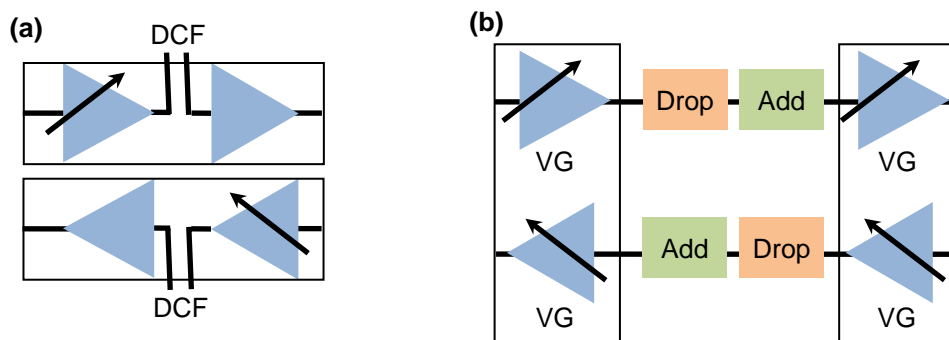 (a)
DCF
DCF
(b)
Drop Add
VG VG
Add Drop
VG VG